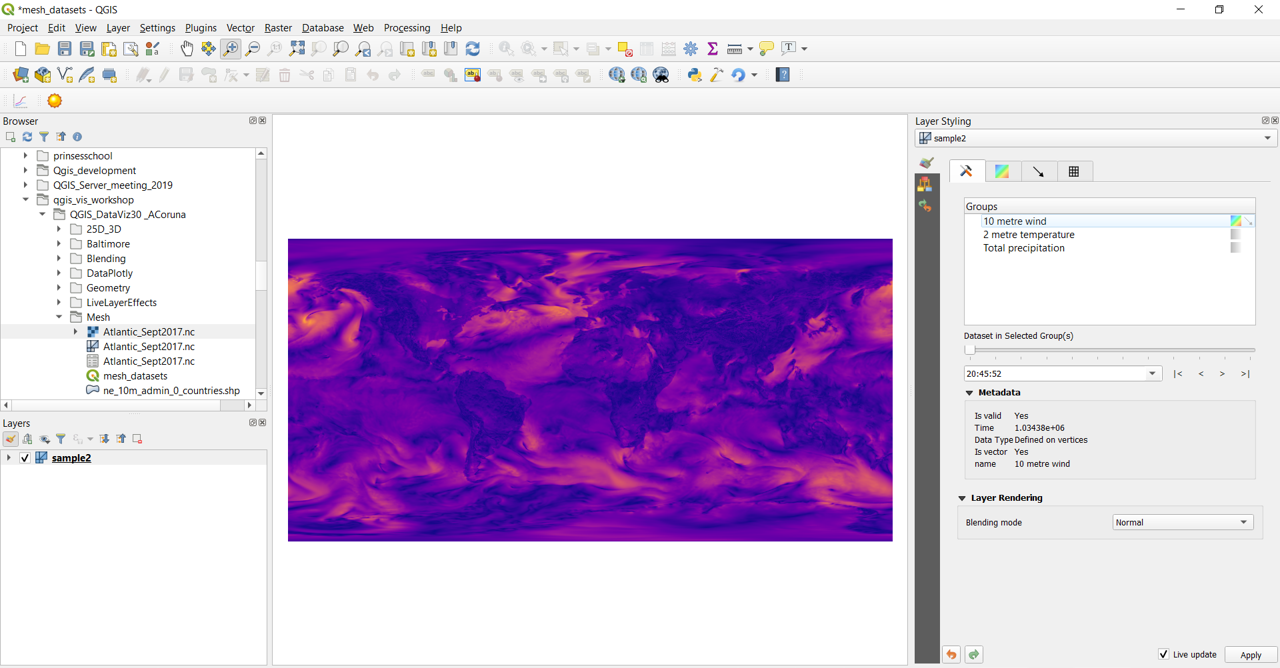 *mesh_datasets - QGIS
Project Edit View Layer Settings Plugins Vector Raster Database Web Processing Help
Browser
prinsesschool
Qgis_development
QGIS_Server_meeting_2019
qgis_vis_workshop
QGIS_DataViz30 _ACoruna
25D_3D
Baltimore
Blending
DataPlotly
Geometry
LiveLayerEffects
Mesh
Atlantic_Sept2017.nc
Atlantic_Sept2017.nc
Atlantic_Sept2017.nc
mesh_datasets
ne_10m_admin_0_countries.shp
Layers
sample2
Layer Styling
sample2
Groups
10 metre wind
2 metre temperature
Total precipitation
Dataset in Selected Group(s)
20:45:52 |< < > >|
Metadata
Is valid Yes
Time 1.03438e+06
Data Type Defined on vertices
Is vector Yes
name 10 metre wind
Layer Rendering
Blending mode Normal
Live update Apply